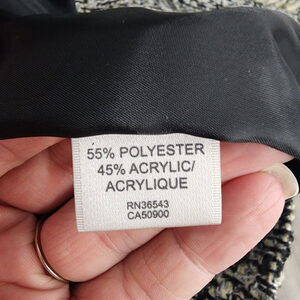 55% POLYESTER
45% ACRYLIC/
ACRYLIQUE
RN36543
CA50900